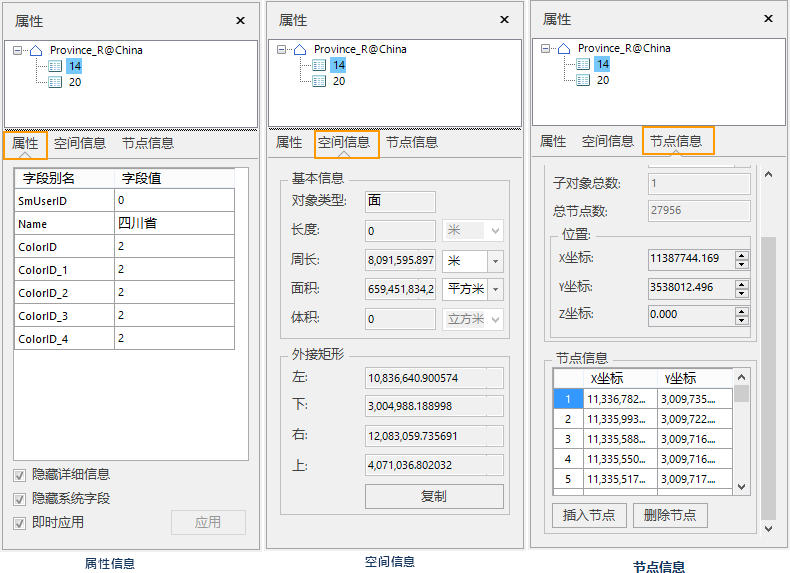 属性
Province_R@China
14
20
属性 空间信息 节点信息
字段别名 字段值
SmUserID 0
Name 四川省
ColorID 2
ColorID_1 2
ColorID_2 2
ColorID_3 2
ColorID_4 2
隐藏详细信息
隐藏系统字段
即时应用 应用
属性信息
属性
Province_R@China
14
20
属性 空间信息 节点信息
基本信息
对象类型: 面
长度: 0 米
周长: 8,091,595.897 米
面积: 659,451,834,2 平方米
体积: 0 立方米
外接矩形
左: 10,836,640.900574
下: 3,004,988.188998
右: 12,083,059.735691
上: 4,071,036.802032
复制
空间信息
属性
Province_R@China
14
20
属性 空间信息 节点信息
子对象总数: 1
总节点数: 27956
位置:
X坐标: 11387744.169
Y坐标: 3538012.496
Z坐标: 0.000
节点信息
X坐标 Y坐标
1 11,336,782... 3,009,735....
2 11,335,993... 3,009,722....
3 11,335,588... 3,009,716....
4 11,335,550... 3,009,716....
5 11,335,517... 3,009,717....
插入节点 删除节点
节点信息